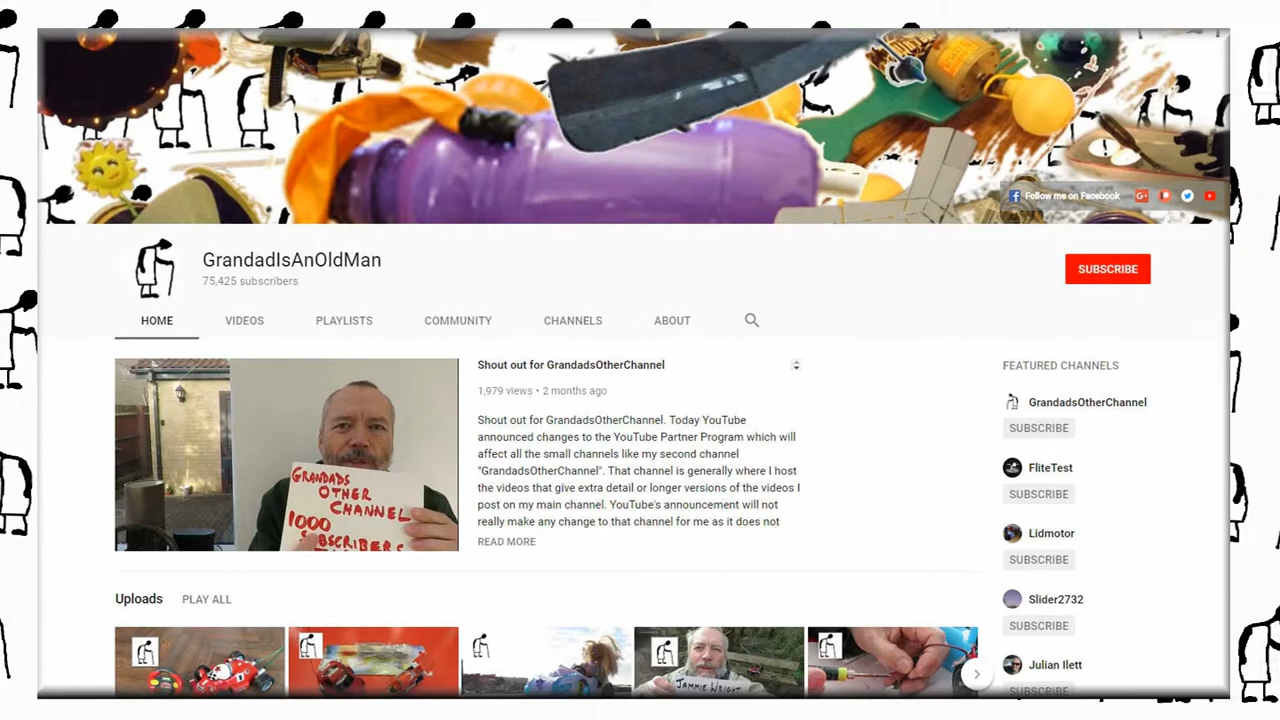 Follow me on Facebook
GrandadIsAnOldMan
75,425 subscribers
SUBSCRIBE
HOME
VIDEOS
PLAYLISTS
COMMUNITY
CHANNELS
ABOUT
GRANDADS
OTHER
CHANNEL
1000
SUBSCRIBERS
Shout out for GrandadsOtherChannel
1,979 views • 2 months ago
Shout out for GrandadsOtherChannel. Today YouTube
announced changes to the YouTube Partner Program which will
affect all the small channels like my second channel
"GrandadsOtherChannel". That channel is generally where I host
the videos that give extra detail or longer versions of the videos I
post on my main channel. YouTube's announcement will not
really make any change to that channel for me as it does not
READ MORE
FEATURED CHANNELS
GrandadsOtherChannel
SUBSCRIBE
FliteTest
SUBSCRIBE
Lidmotor
SUBSCRIBE
Slider2732
SUBSCRIBE
Julian Ilett
SUBSCRIBE
Uploads PLAY ALL
JAMMIE WRIGHT